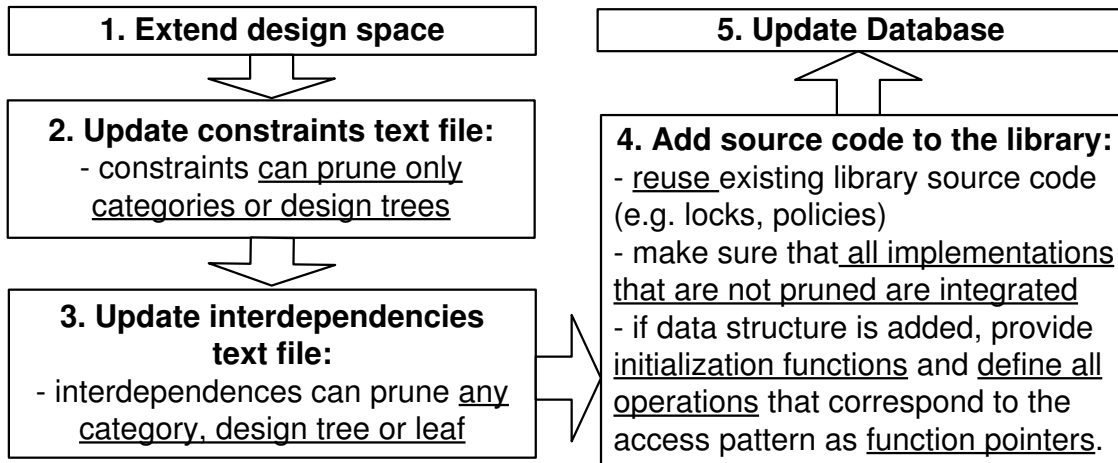 1. Extend design space
2. Update constraints text file:
- constraints can prune only
categories or design trees
3. Update interdependencies
text file:
- interdependences can prune any
category, design tree or leaf
4. Add source code to the library:
- reuse existing library source code
(e.g. locks, policies)
- make sure that all implementations
that are not pruned are integrated
- if data structure is added, provide
initialization functions and define all
operations that correspond to the
access pattern as function pointers.
5. Update Database